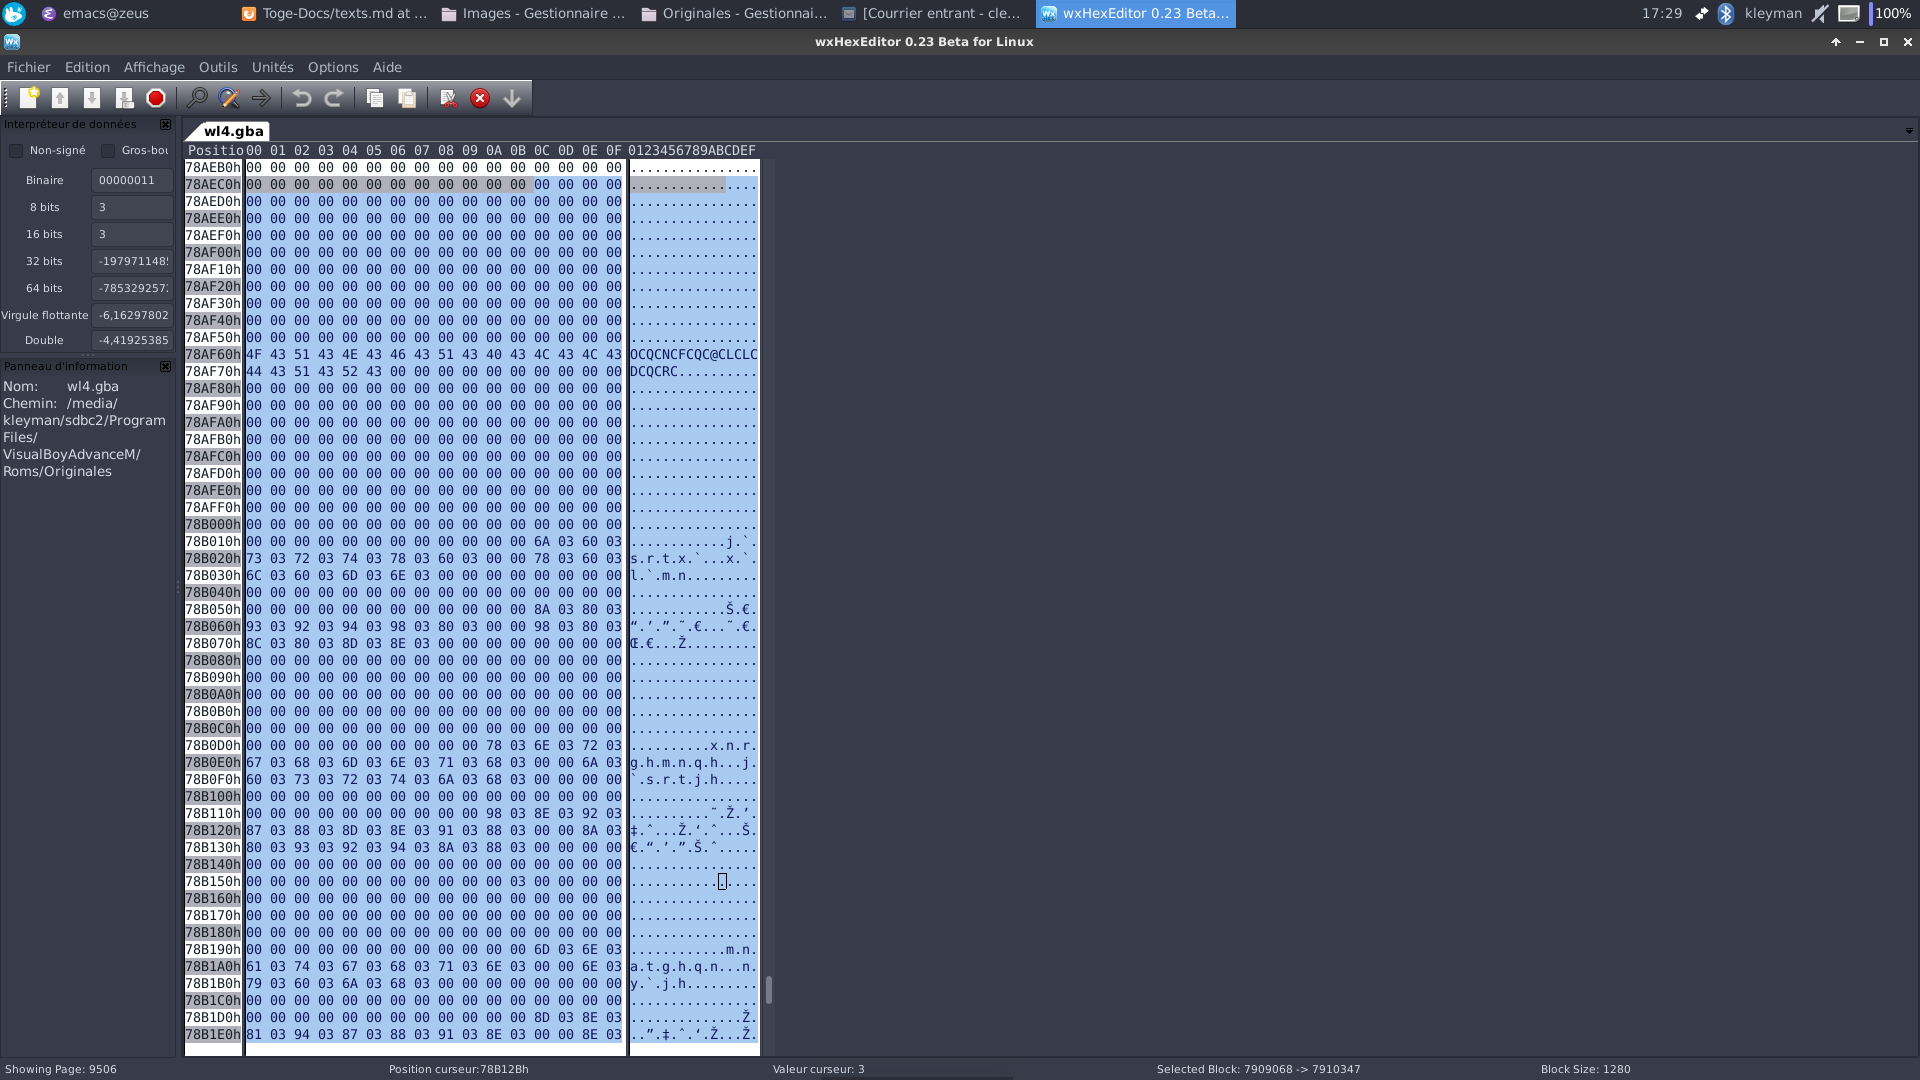 emacs@zeus
Toge-Docs/texts.md at ...
Images - Gestionnaire ...
Originales - Gestionnai...
[Courrier entrant - cle...
wxHexEditor 0.23 Beta...
17:29
kleyman
100%
wxHexEditor 0.23 Beta for Linux
Fichier Edition Affichage Outils Unités Options Aide
Interpréteur de données
wl4.gba
Non-signé Gros-bou
Binaire 00000011
8 bits 3
16 bits 3
32 bits -197971148
64 bits -785329257
Virgule flottante -6,16297802
Double -4,41925385
Panneau d'information
Nom: wl4.gba
Chemin: /media/
kleyman/sdbc2/Program
Files/
VisualBoyAdvanceM/
Roms/Originales
Positio 00 01 02 03 04 05 06 07 08 09 0A 0B 0C 0D 0E 0F 0123456789ABCDEF
78AEB0h 00 00 00 00 00 00 00 00 00 00 00 00 00 00 00 00 ................
78AEC0h 00 00 00 00 00 00 00 00 00 00 00 00 00 00 00 00 ................
78AED0h 00 00 00 00 00 00 00 00 00 00 00 00 00 00 00 00 ................
78AEE0h 00 00 00 00 00 00 00 00 00 00 00 00 00 00 00 00 ................
78AEF0h 00 00 00 00 00 00 00 00 00 00 00 00 00 00 00 00 ................
78AF00h 00 00 00 00 00 00 00 00 00 00 00 00 00 00 00 00 ................
78AF10h 00 00 00 00 00 00 00 00 00 00 00 00 00 00 00 00 ................
78AF20h 00 00 00 00 00 00 00 00 00 00 00 00 00 00 00 00 ................
78AF30h 00 00 00 00 00 00 00 00 00 00 00 00 00 00 00 00 ................
78AF40h 00 00 00 00 00 00 00 00 00 00 00 00 00 00 00 00 ................
78AF50h 00 00 00 00 00 00 00 00 00 00 00 00 00 00 00 00 ................
78AF60h 4F 43 51 43 4E 43 46 43 51 43 40 43 4C 43 4C 43 OCQCNCFCQC@CLCLC
78AF70h 44 43 51 43 52 43 00 00 00 00 00 00 00 00 00 00 DCQCRC..........
78AF80h 00 00 00 00 00 00 00 00 00 00 00 00 00 00 00 00 ................
78AF90h 00 00 00 00 00 00 00 00 00 00 00 00 00 00 00 00 ................
78AFA0h 00 00 00 00 00 00 00 00 00 00 00 00 00 00 00 00 ................
78AFB0h 00 00 00 00 00 00 00 00 00 00 00 00 00 00 00 00 ................
78AFC0h 00 00 00 00 00 00 00 00 00 00 00 00 00 00 00 00 ................
78AFD0h 00 00 00 00 00 00 00 00 00 00 00 00 00 00 00 00 ................
78AFE0h 00 00 00 00 00 00 00 00 00 00 00 00 00 00 00 00 ................
78AFF0h 00 00 00 00 00 00 00 00 00 00 00 00 00 00 00 00 ................
78B000h 00 00 00 00 00 00 00 00 00 00 00 00 00 00 00 00 ................
78B010h 00 00 00 00 00 00 00 00 00 00 00 00 6A 03 60 03 ............j.`.
78B020h 73 03 72 03 74 03 78 03 60 03 00 00 78 03 60 03 s.r.t.x.`...x.`.
78B030h 6C 03 60 03 6D 03 6E 03 00 00 00 00 00 00 00 00 l.`.m.n.........
78B040h 00 00 00 00 00 00 00 00 00 00 00 00 00 00 00 00 ................
78B050h 00 00 00 00 00 00 00 00 00 00 00 00 8A 03 80 03 ............Š.€.
78B060h 93 03 92 03 94 03 98 03 80 03 00 00 98 03 80 03 “.’.”.˜.€...˜.€.
78B070h 8C 03 80 03 8D 03 8E 03 00 00 00 00 00 00 00 00 Œ.€...Ž.........
78B080h 00 00 00 00 00 00 00 00 00 00 00 00 00 00 00 00 ................
78B090h 00 00 00 00 00 00 00 00 00 00 00 00 00 00 00 00 ................
78B0A0h 00 00 00 00 00 00 00 00 00 00 00 00 00 00 00 00 ................
78B0B0h 00 00 00 00 00 00 00 00 00 00 00 00 00 00 00 00 ................
78B0C0h 00 00 00 00 00 00 00 00 00 00 00 00 00 00 00 00 ................
78B0D0h 00 00 00 00 00 00 00 00 00 00 78 03 6E 03 72 03 ..........x.n.r.
78B0E0h 67 03 68 03 6D 03 6E 03 71 03 68 03 00 00 6A 03 g.h.m.n.q.h...j.
78B0F0h 60 03 73 03 72 03 74 03 6A 03 68 03 00 00 00 00 `.s.r.t.j.h.....
78B100h 00 00 00 00 00 00 00 00 00 00 00 00 00 00 00 00 ................
78B110h 00 00 00 00 00 00 00 00 00 00 98 03 8E 03 92 03 ..........˜.Ž.’.
78B120h 87 03 88 03 8D 03 8E 03 91 03 88 03 00 00 8A 03 ‡.ˆ...Ž.‘.ˆ...Š.
78B130h 80 03 93 03 92 03 94 03 8A 03 88 03 00 00 00 00 €.“.’.”.Š.ˆ.....
78B140h 00 00 00 00 00 00 00 00 00 00 00 00 00 00 00 00 ................
78B150h 00 00 00 00 00 00 00 00 00 00 00 03 00 00 00 00 ................
78B160h 00 00 00 00 00 00 00 00 00 00 00 00 00 00 00 00 ................
78B170h 00 00 00 00 00 00 00 00 00 00 00 00 00 00 00 00 ................
78B180h 00 00 00 00 00 00 00 00 00 00 00 00 00 00 00 00 ................
78B190h 00 00 00 00 00 00 00 00 00 00 00 00 6D 03 6E 03 ............m.n.
78B1A0h 61 03 74 03 67 03 68 03 71 03 6E 03 00 00 6E 03 a.t.g.h.q.n...n.
78B1B0h 79 03 60 03 6A 03 68 03 00 00 00 00 00 00 00 00 y.`.j.h.........
78B1C0h 00 00 00 00 00 00 00 00 00 00 00 00 00 00 00 00 ................
78B1D0h 00 00 00 00 00 00 00 00 00 00 00 00 8D 03 8E 03 ..............Ž.
78B1E0h 81 03 94 03 87 03 88 03 91 03 8E 03 00 00 8E 03 ..”.‡.ˆ.‘.Ž...Ž.
Showing Page: 9506
Position curseur:78B12Bh
Valeur curseur: 3
Selected Block: 7909068 -> 7910347
Block Size: 1280